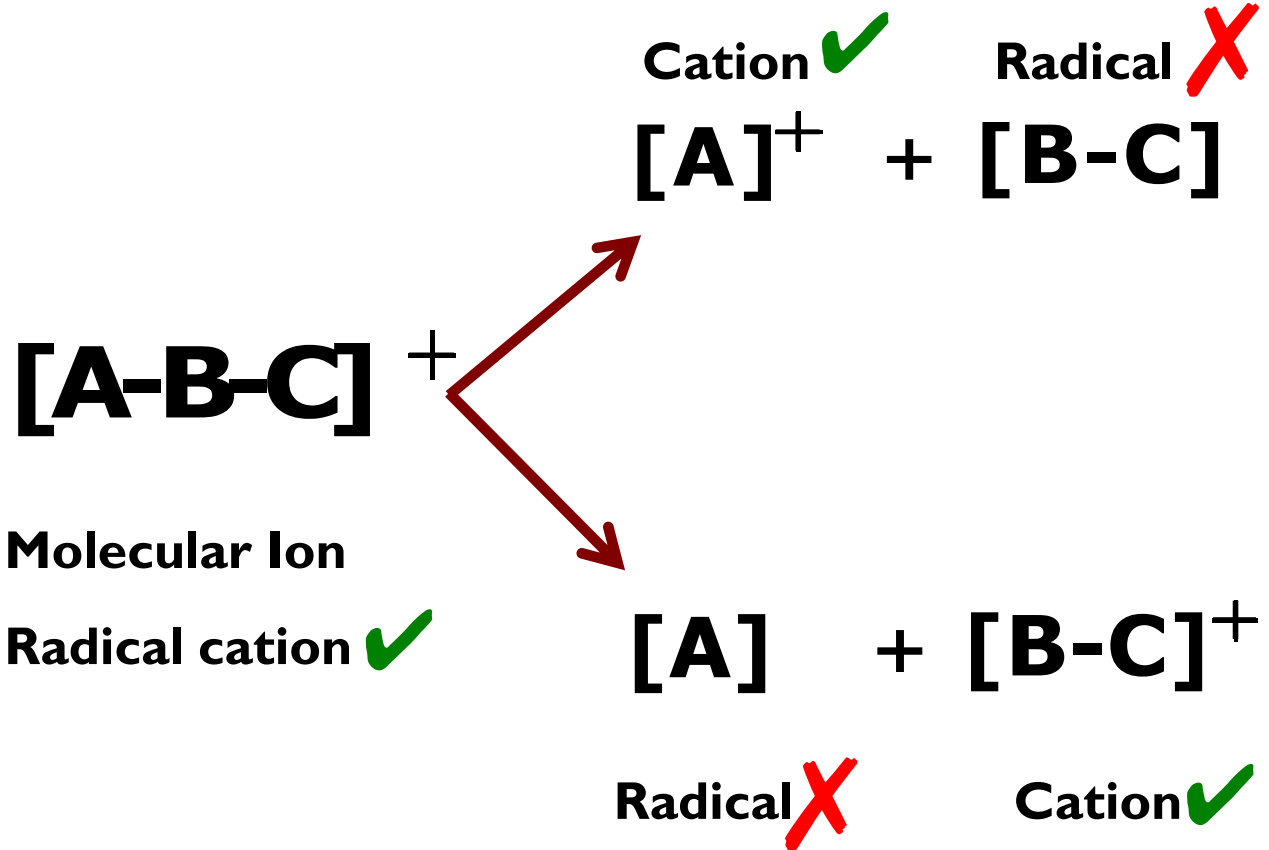 Cation ✔ Radical ✘
[A]⁺ + [B-C]
[A-B-C] ⁺
Molecular Ion
Radical cation ✔
[A] + [B-C]⁺
Radical ✘ Cation ✔